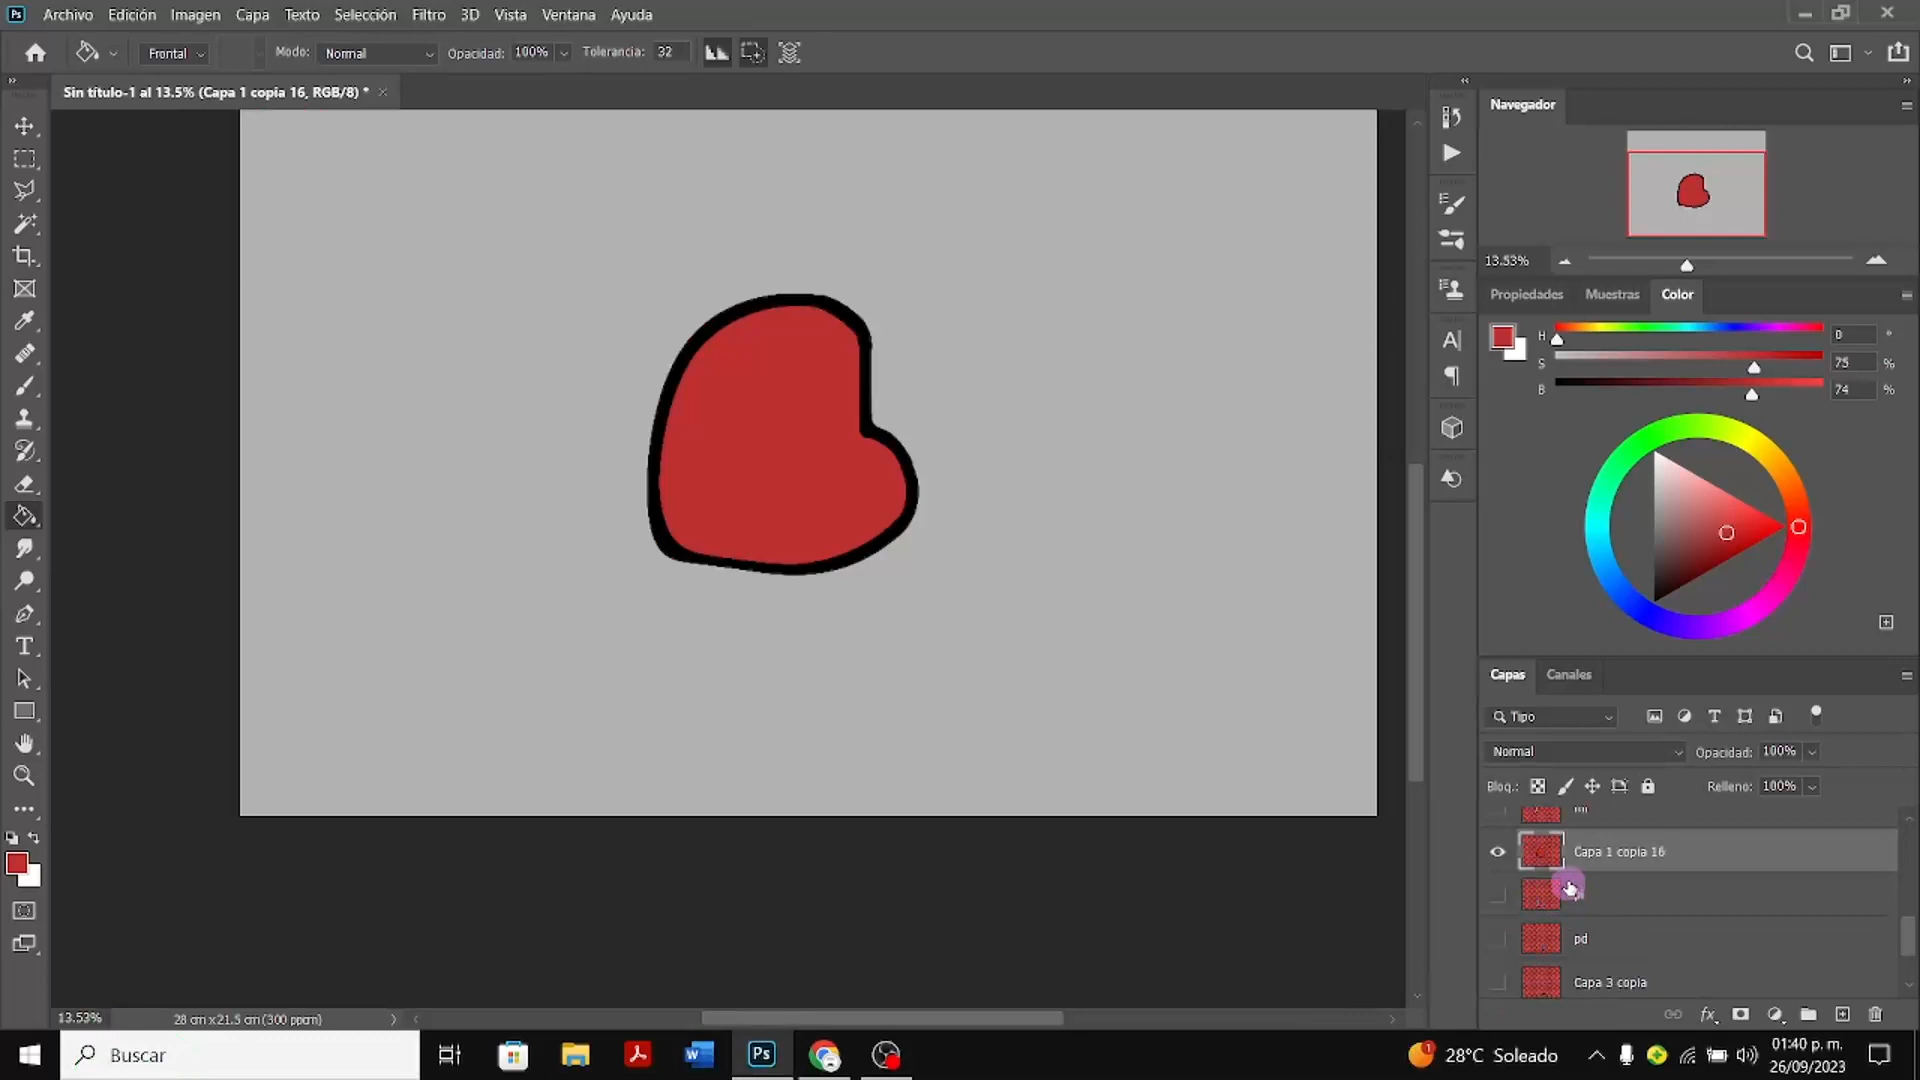 Ps Archivo Edición Imagen Capa Texto Selección Filtro 3D Vista Ventana Ayuda
Frontal Modo: Normal Opacidad: 100% Tolerancia: 32
Sin título-1 al 13.5% (Capa 1 copia 16, RGB/8) *
Navegador
13.53%
Propiedades Muestras Color
H 0 °
S 75 %
B 74 %
Capas Canales
Tipo
Normal Opacidad: 100%
Bloq.: Relleno: 100%
Capa 1 copia 16
pd
Capa 3 copia
13.53% 28 cm x 21.5 cm (300 ppcm)
Buscar
Ps
28°C Soleado
01:40 p. m.
26/09/2023